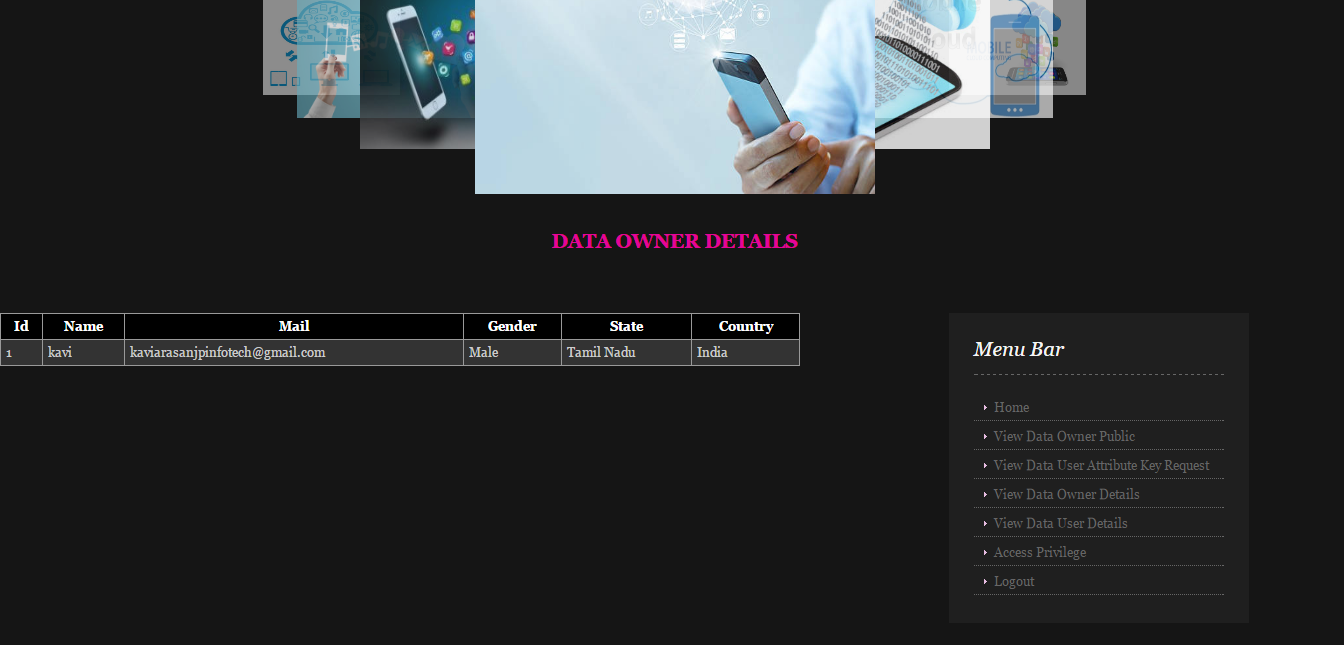 MOBILE
DATA OWNER DETAILS
Id Name Mail Gender State Country
1 kavi kaviarasanjpinfotech@gmail.com Male Tamil Nadu India
Menu Bar
Home
View Data Owner Public
View Data User Attribute Key Request
View Data Owner Details
View Data User Details
Access Privilege
Logout